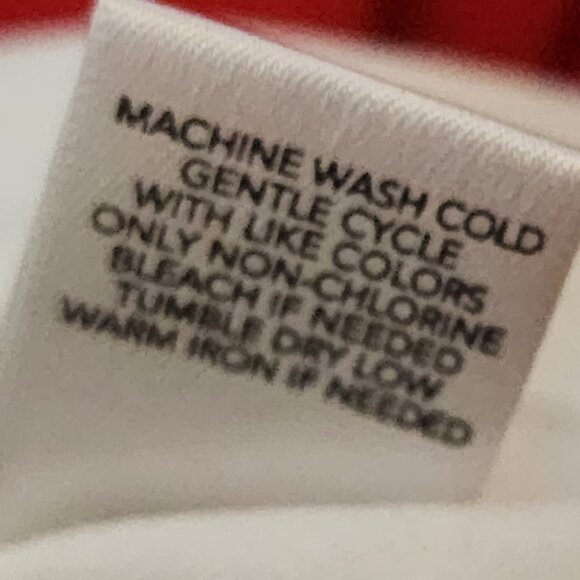 MACHINE WASH COLD
GENTLE CYCLE
WITH LIKE COLORS
ONLY NON-CHLORINE
BLEACH IF NEEDED
TUMBLE DRY LOW
WARM IRON IF NEEDED